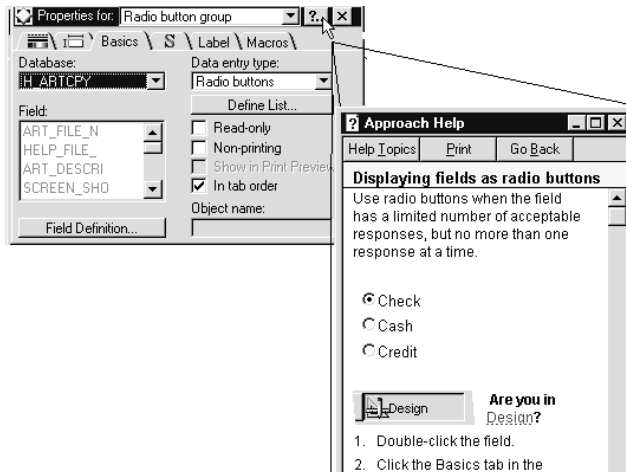 Properties for: Radio button group ?..
Basics \ S \ Label \ Macros \
Database:
H_ARTCPY
Field:
ART_FILE_N
HELP_FILE_
ART_DESCRI
SCREEN_SHO
Field Definition...
Data entry type:
Radio buttons
Define List...
Read-only
Non-printing
Show in Print Preview
In tab order
Object name:
? Approach Help
Help Topics Print Go Back
Displaying fields as radio buttons
Use radio buttons when the field
has a limited number of acceptable
responses, but no more than one
response at a time.
Check
Cash
Credit
Design
Are you in
Design?
1. Double-click the field.
2. Click the Basics tab in the